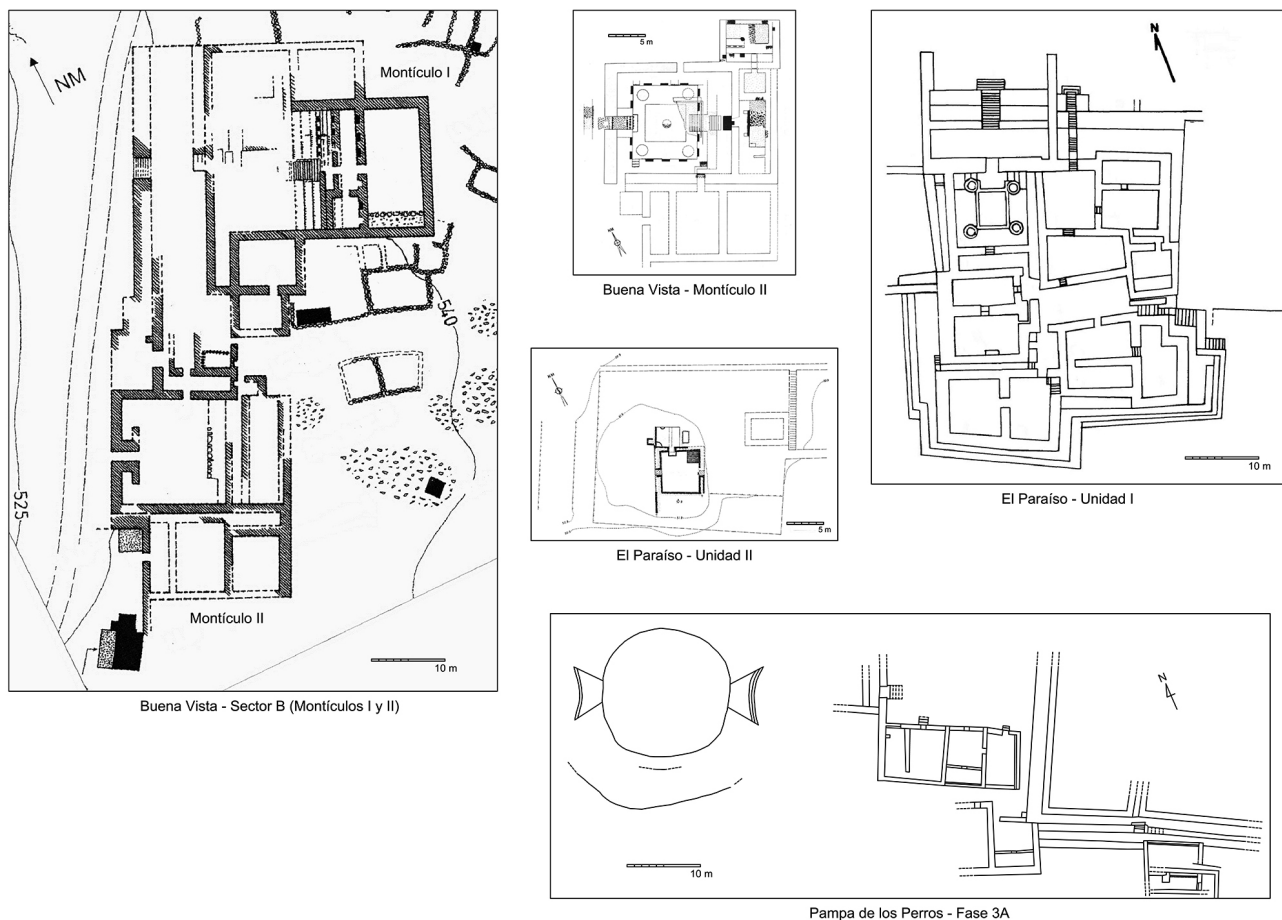 NM
Montículo I
540
525
Montículo II
10 m
Buena Vista - Sector B (Montículos I y II)
5 m
Buena Vista - Montículo II
5 m
El Paraíso - Unidad II
N
10 m
El Paraíso - Unidad I
N
10 m
Pampa de los Perros - Fase 3A